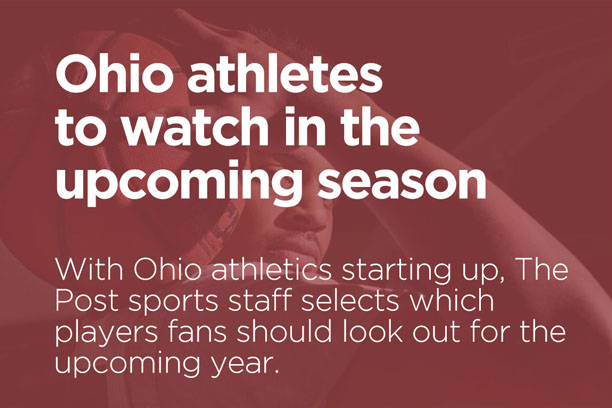 Ohio athletes
to watch in the
upcoming season
With Ohio athletics starting up, The
Post sports staff selects which
players fans should look out for the
upcoming year.